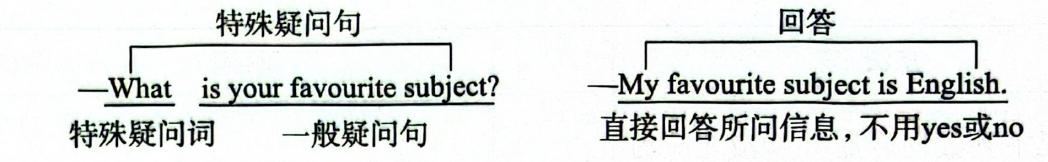 特殊疑问句
回答
—What is your favourite subject?
—My favourite subject is English.
特殊疑问词 一般疑问句
直接回答所问信息,不用yes或no